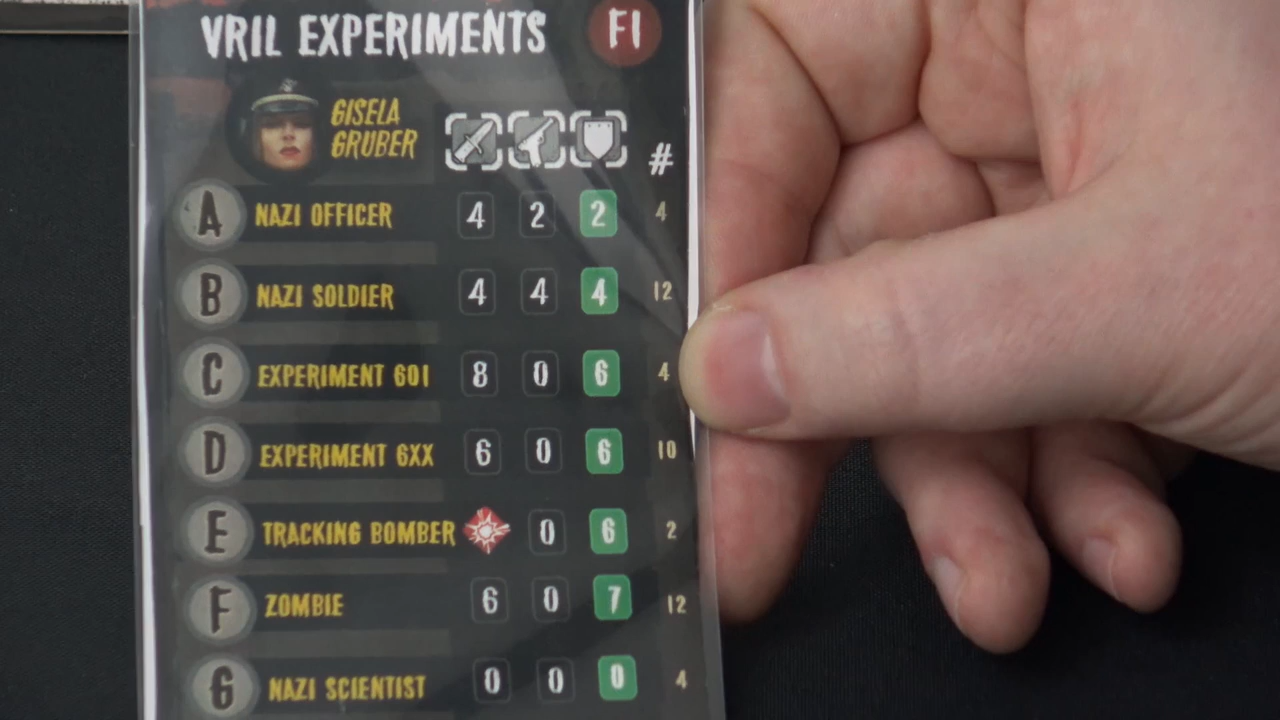 VRIL EXPERIMENTS F1
GISELA
GRUBER
#
A NAZI OFFICER 4 2 2 4
B NAZI SOLDIER 4 4 4 12
C EXPERIMENT 601 8 0 6 4
D EXPERIMENT 6XX 6 0 6 10
E TRACKING BOMBER 0 6 2
F ZOMBIE 6 0 7 12
G NAZI SCIENTIST 0 0 0 4